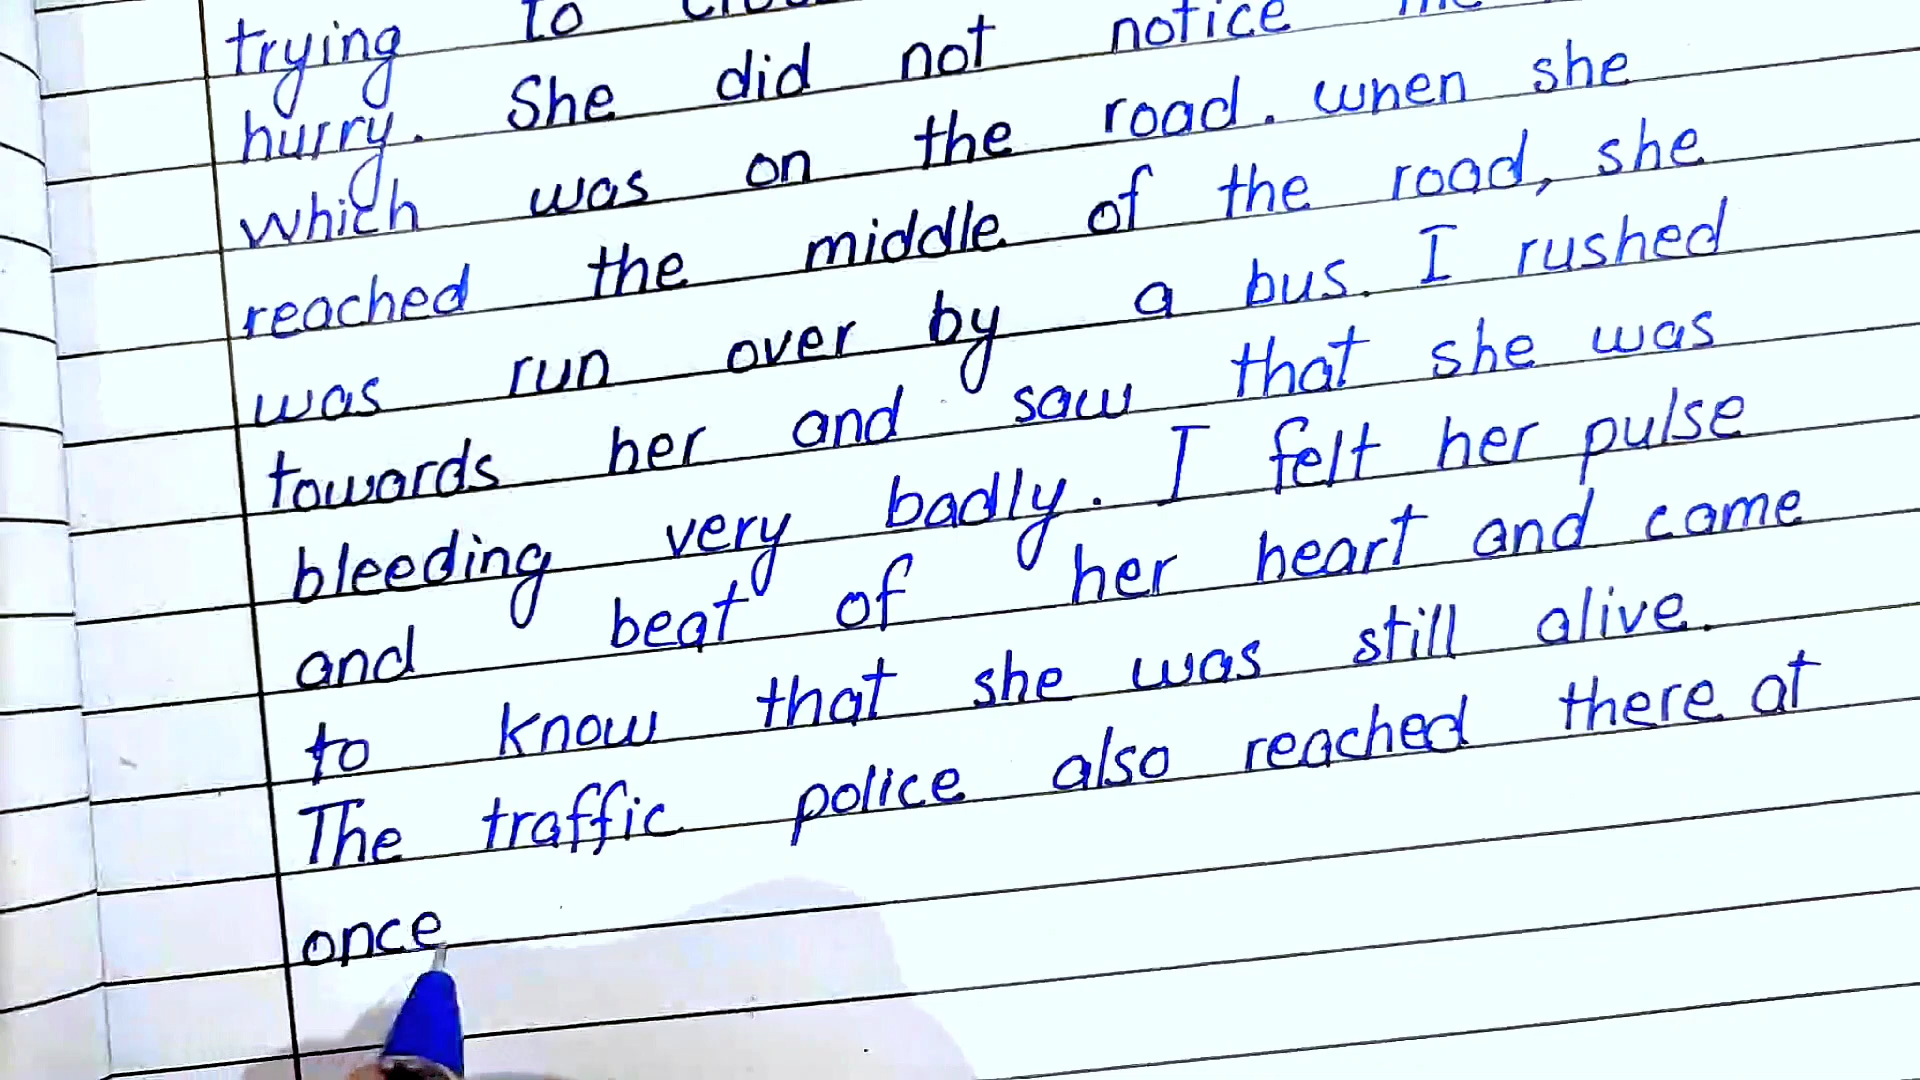 trying to
hurry. She did not notice
which was on the road. when she
reached the middle of the road, she
was run over by a bus. I rushed
towards her and saw that she was
bleeding very badly. I felt her pulse
and beat of her heart and came
to know that she was still alive.
The traffic police also reached there at
once